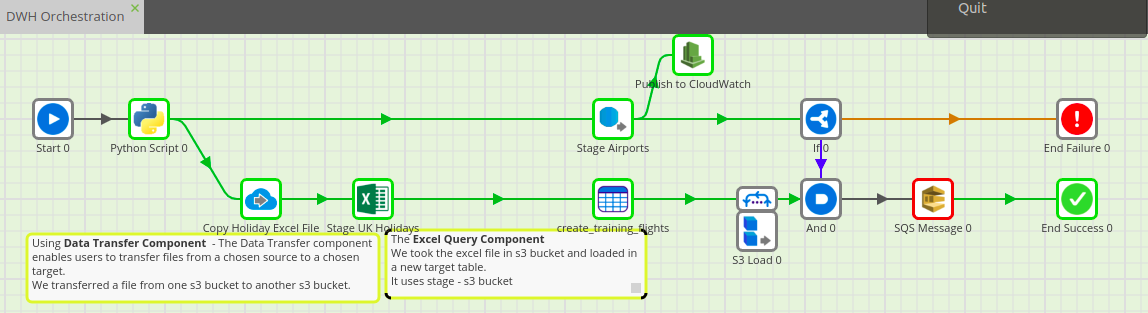 DWH Orchestration
Quit
Publish to CloudWatch
Start 0
Python Script 0
Stage Airports
If 0
End Failure 0
Copy Holiday Excel File
Stage UK Holidays
create_training_flights
And 0
SQS Message 0
End Success 0
S3 Load 0
Using Data Transfer Component - The Data Transfer component
enables users to transfer files from a chosen source to a chosen
target.
We transferred a file from one s3 bucket to another s3 bucket.
The Excel Query Component
We took the excel file in s3 bucket and loaded in
a new target table.
It uses stage - s3 bucket